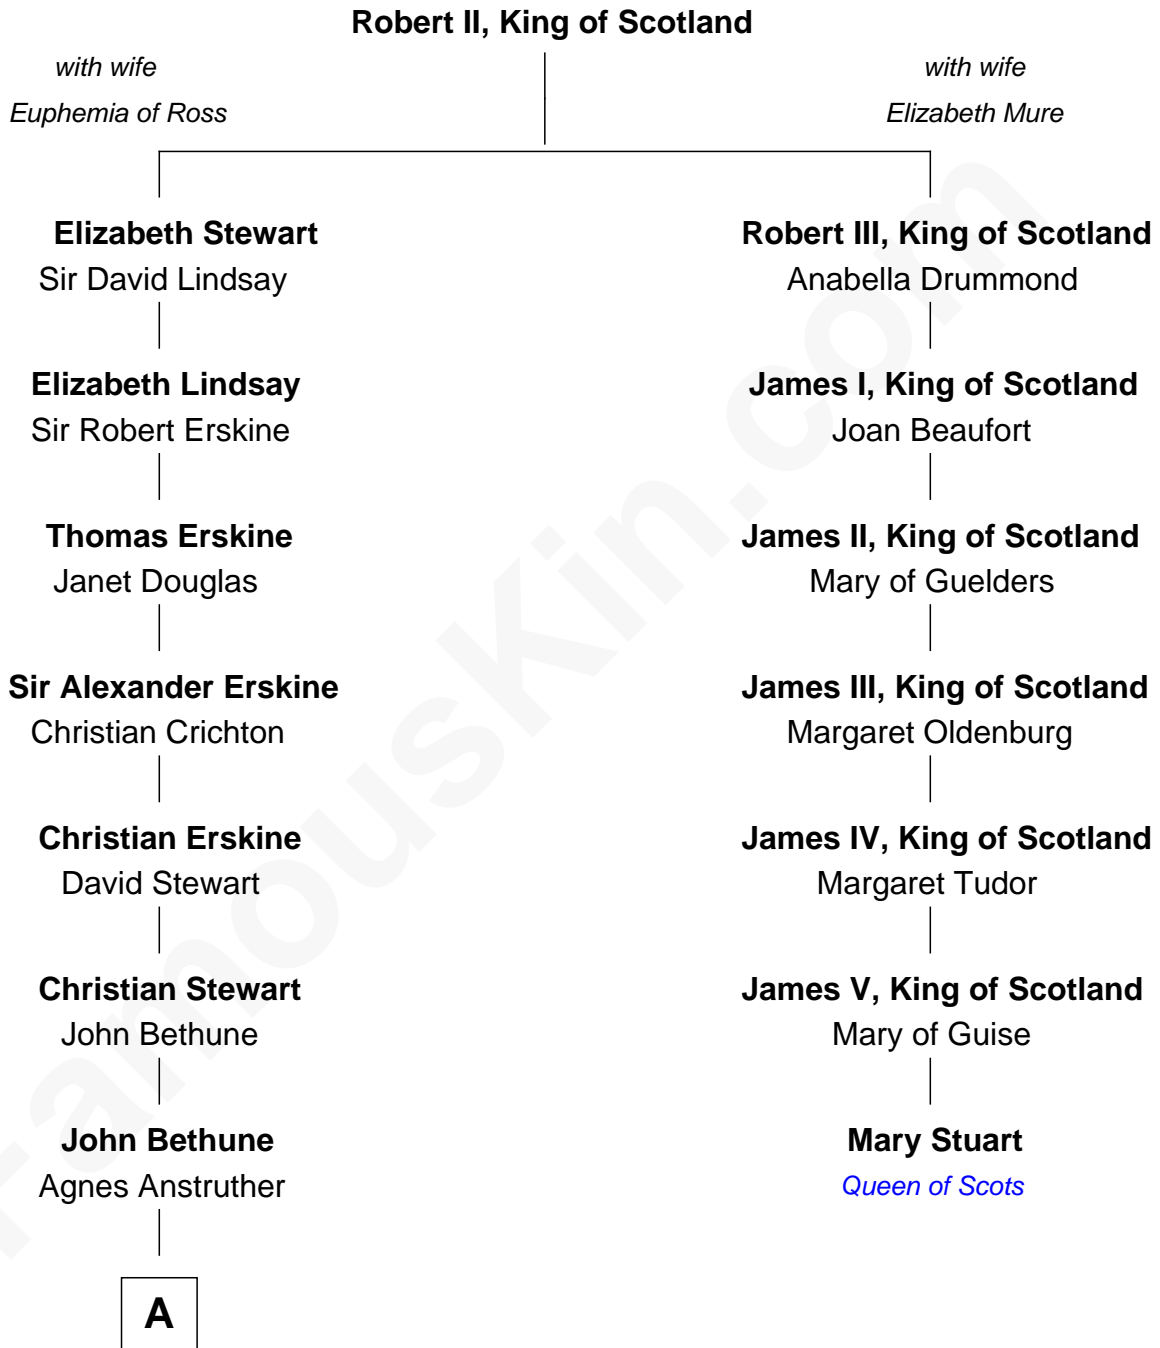 Robert II, King of Scotland
with wife
Euphemia of Ross
with wife
Elizabeth Mure
Elizabeth Stewart
Sir David Lindsay
Robert III, King of Scotland
Anabella Drummond
Elizabeth Lindsay
Sir Robert Erskine
James I, King of Scotland
Joan Beaufort
Thomas Erskine
Janet Douglas
James II, King of Scotland
Mary of Guelders
Sir Alexander Erskine
Christian Crichton
James III, King of Scotland
Margaret Oldenburg
Christian Erskine
David Stewart
James IV, King of Scotland
Margaret Tudor
Christian Stewart
John Bethune
James V, King of Scotland
Mary of Guise
John Bethune
Agnes Anstruther
Mary Stuart
Queen of Scots
A
FamousKin.com